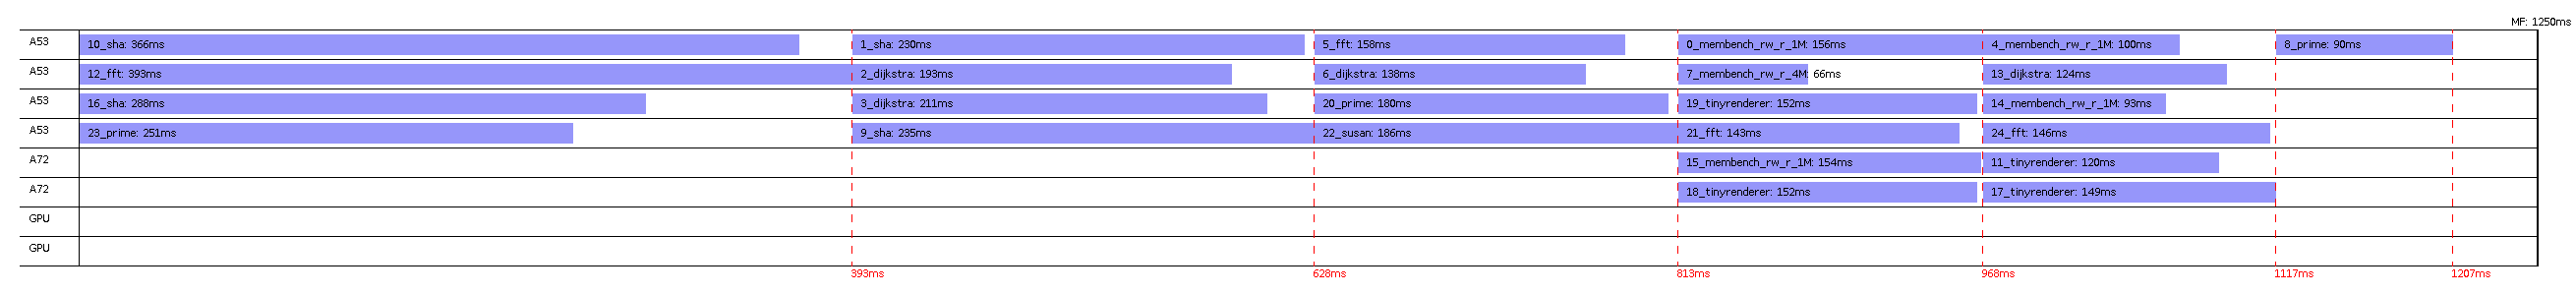 MF: 1250ms
A53 10_sha: 366ms 1_sha: 230ms 5_fft: 158ms 0_membench_rw_r_1M: 156ms 4_membench_rw_r_1M: 100ms 8_prime: 90ms
A53 12_fft: 393ms 2_dijkstra: 193ms 6_dijkstra: 138ms 7_membench_rw_r_4M: 66ms 13_dijkstra: 124ms
A53 16_sha: 288ms 3_dijkstra: 211ms 20_prime: 180ms 19_tinyrenderer: 152ms 14_membench_rw_r_1M: 93ms
A53 23_prime: 251ms 9_sha: 235ms 22_susan: 186ms 21_fft: 143ms 24_fft: 146ms
A72 15_membench_rw_r_1M: 154ms 11_tinyrenderer: 120ms
A72 18_tinyrenderer: 152ms 17_tinyrenderer: 149ms
GPU
GPU
393ms 628ms 813ms 968ms 1117ms 1207ms